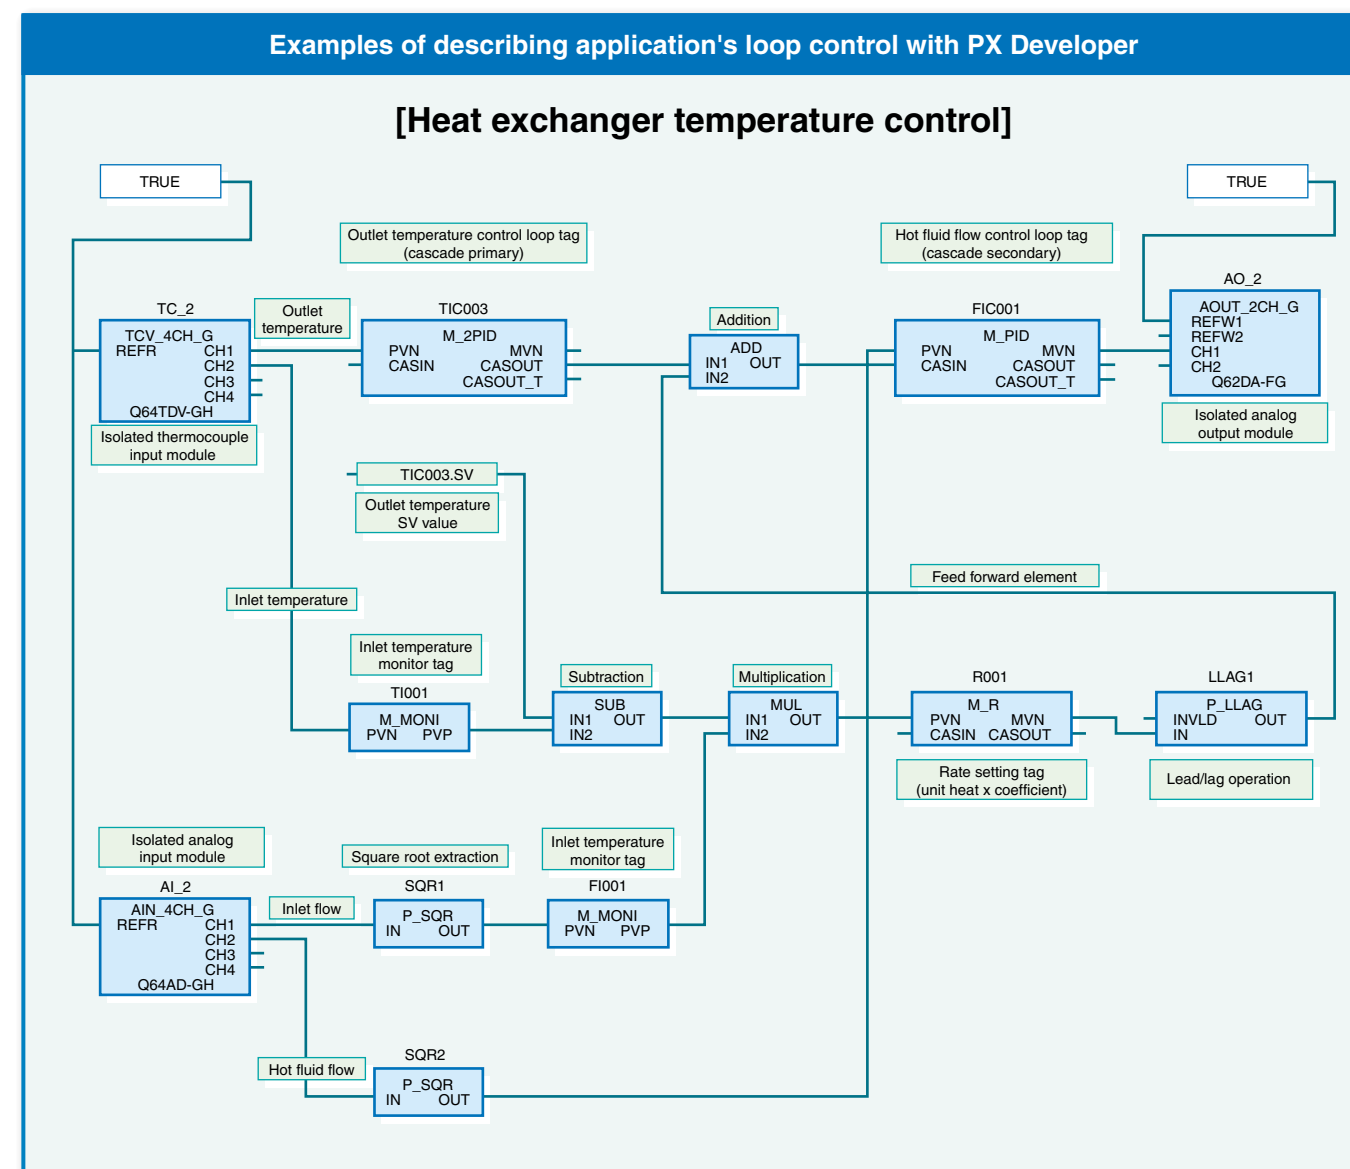 Examples of describing application's loop control with PX Developer
[Heat exchanger temperature control]
TRUE
TRUE
Outlet temperature control loop tag
(cascade primary)
Hot fluid flow control loop tag
(cascade secondary)
TC_2
TCV_4CH_G
REFR CH1
CH2
CH3
CH4
Q64TDV-GH
Isolated thermocouple
input module
Outlet
temperature
TIC003
M_2PID
PVN MVN
CASIN CASOUT
CASOUT_T
Addition
ADD
IN1 OUT
IN2
FIC001
M_PID
PVN MVN
CASIN CASOUT
CASOUT_T
AO_2
AOUT_2CH_G
REFW1
REFW2
CH1
CH2
Q62DA-FG
Isolated analog
output module
TIC003.SV
Outlet temperature
SV value
Feed forward element
Inlet temperature
Inlet temperature
monitor tag
TI001
M_MONI
PVN PVP
Subtraction
SUB
IN1 OUT
IN2
Multiplication
MUL
IN1 OUT
IN2
R001
M_R
PVN MVN
CASIN CASOUT
Rate setting tag
(unit heat x coefficient)
LLAG1
P_LLAG
INVLD OUT
IN
Lead/lag operation
Isolated analog
input module
AI_2
AIN_4CH_G
REFR CH1
CH2
CH3
CH4
Q64AD-GH
Inlet flow
Square root extraction
SQR1
P_SQR
IN OUT
Inlet temperature
monitor tag
FI001
M_MONI
PVN PVP
Hot fluid flow
SQR2
P_SQR
IN OUT